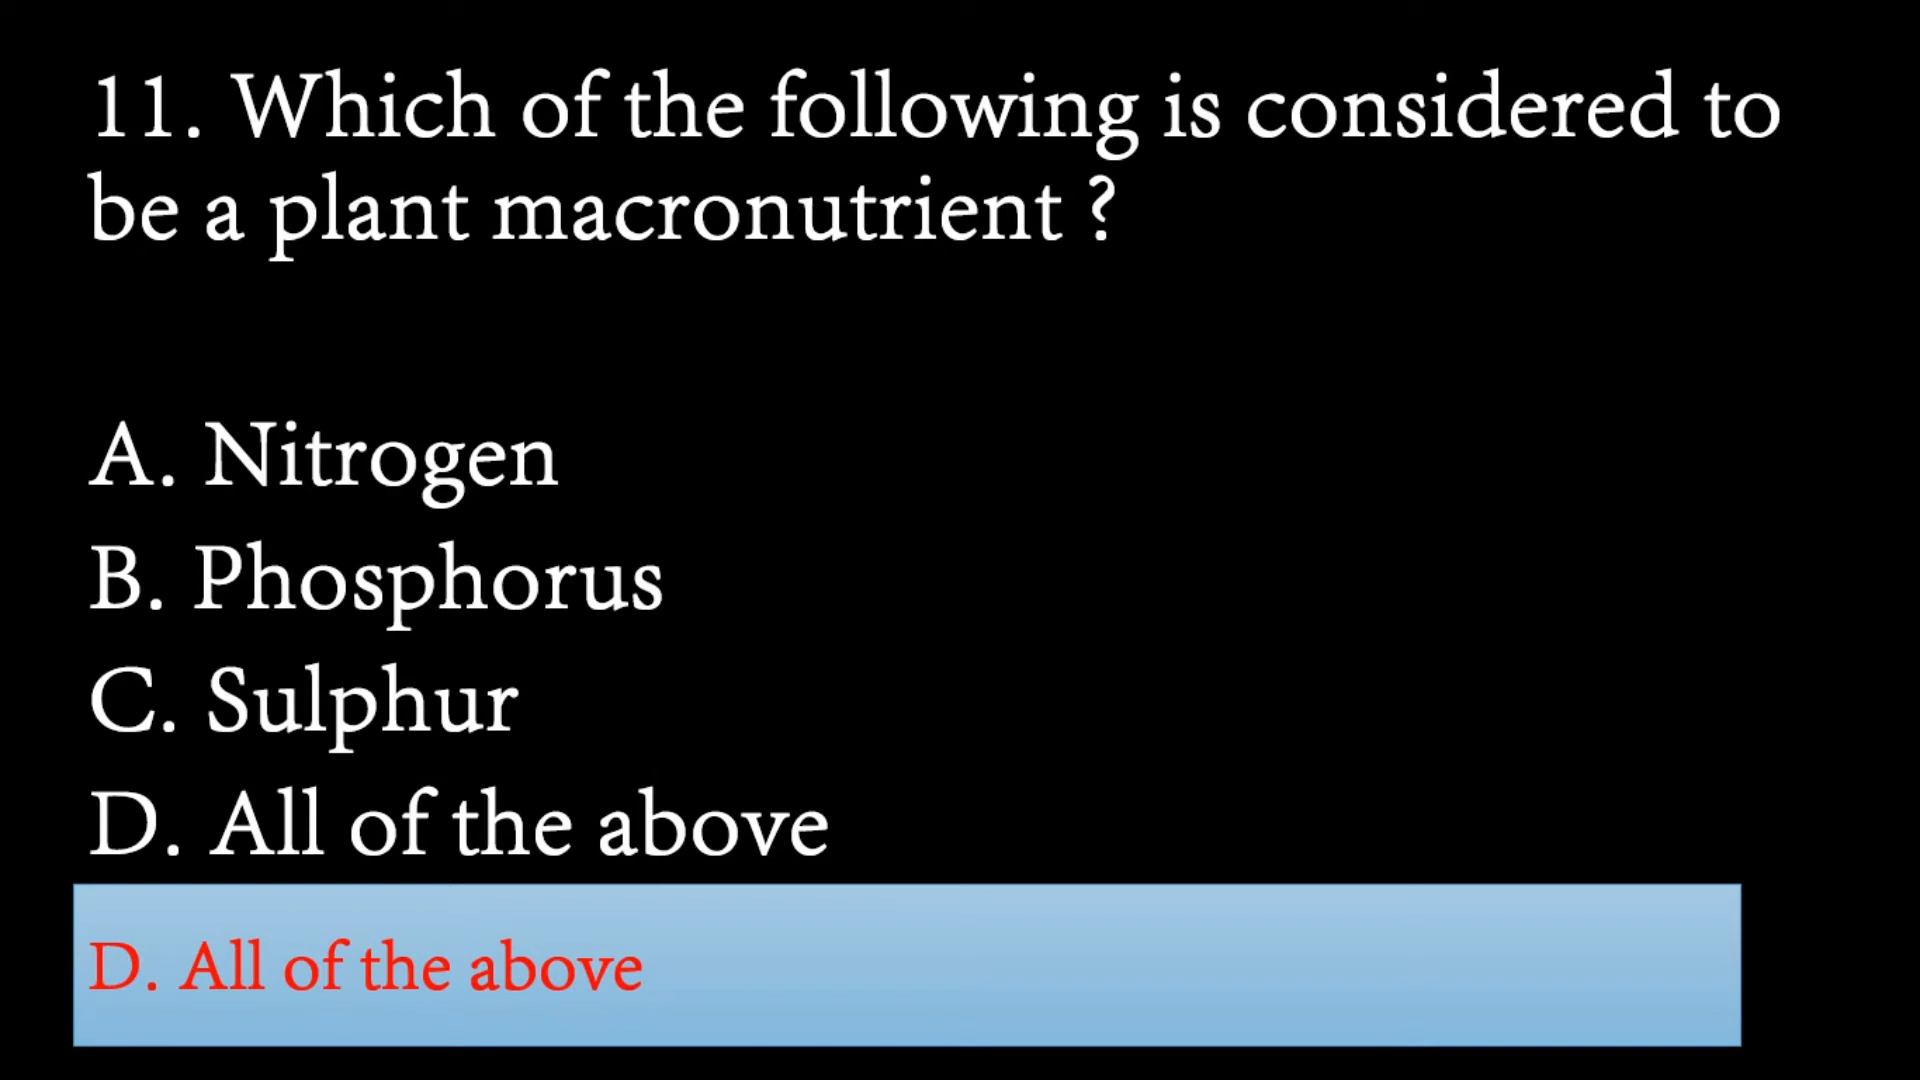 11. Which of the following is considered to
be a plant macronutrient ?
A. Nitrogen
B. Phosphorus
C. Sulphur
D. All of the above
D. All of the above